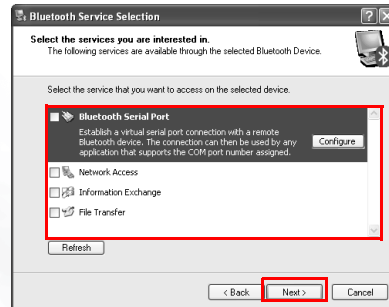 Bluetooth Service Selection
Select the services you are interested in.
The following services are available through the selected Bluetooth Device.
Select the service that you want to access on the selected device.
Bluetooth Serial Port
Establish a virtual serial port connection with a remote
Bluetooth device. The connection can then be used by any
application that supports the COM port number assigned.
Configure
Network Access
Information Exchange
File Transfer
Refresh
< Back
Next >
Cancel